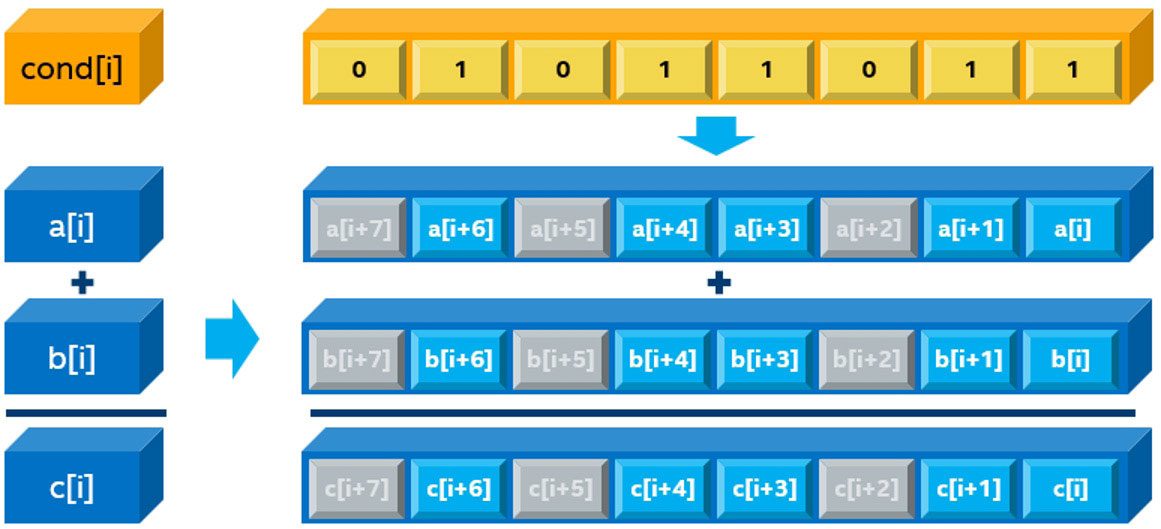 cond[i] 0 1 0 1 1 0 1 1
a[i] a[i+7] a[i+6] a[i+5] a[i+4] a[i+3] a[i+2] a[i+1] a[i]
+ +
b[i] b[i+7] b[i+6] b[i+5] b[i+4] b[i+3] b[i+2] b[i+1] b[i]
c[i] c[i+7] c[i+6] c[i+5] c[i+4] c[i+3] c[i+2] c[i+1] c[i]